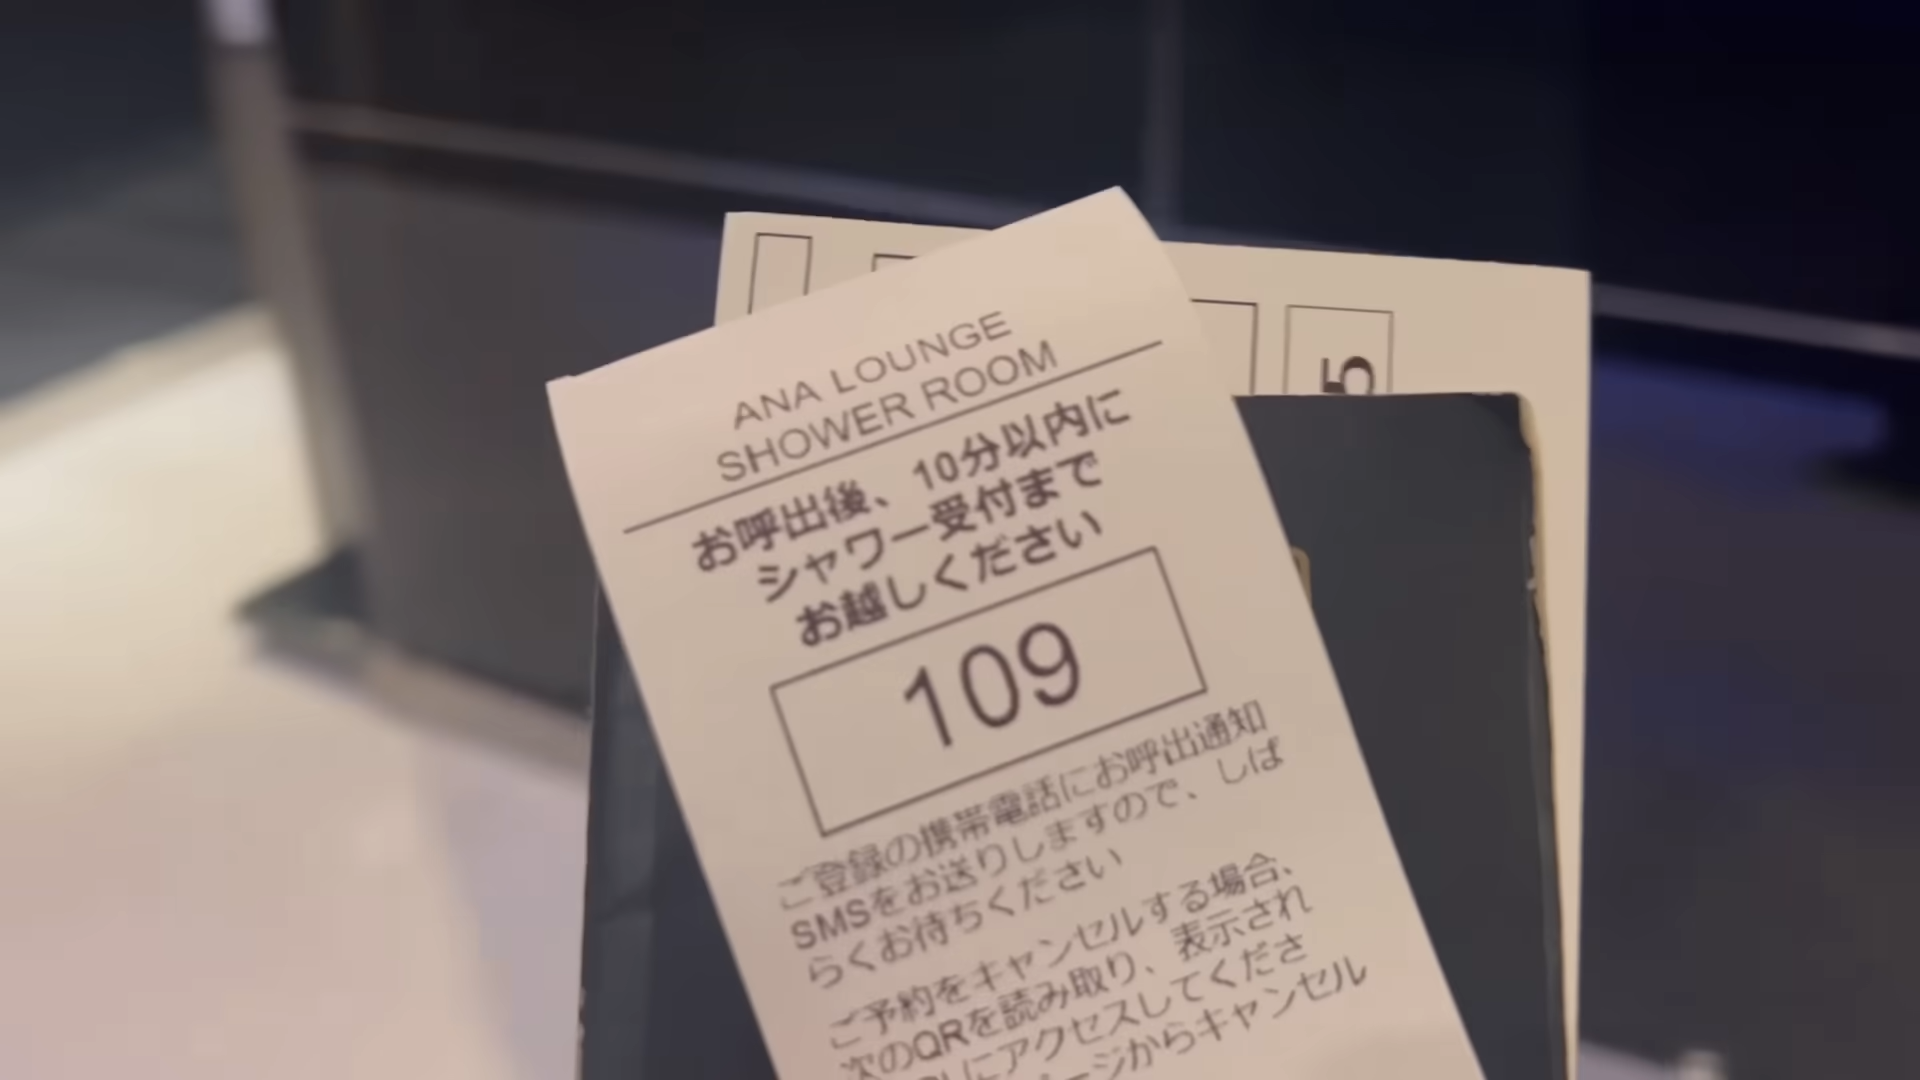 ANA LOUNGE
SHOWER ROOM
お呼出後、10分以内に
シャワー受付まで
お越しください
109
ご登録の携帯電話にお呼出通知
SMSをお送りしますので、しば
らくお待ちください
ご予約をキャンセルする場合、
次のQRを読み取り、表示され
にアクセスしてくださ
ージからキャンセル
5